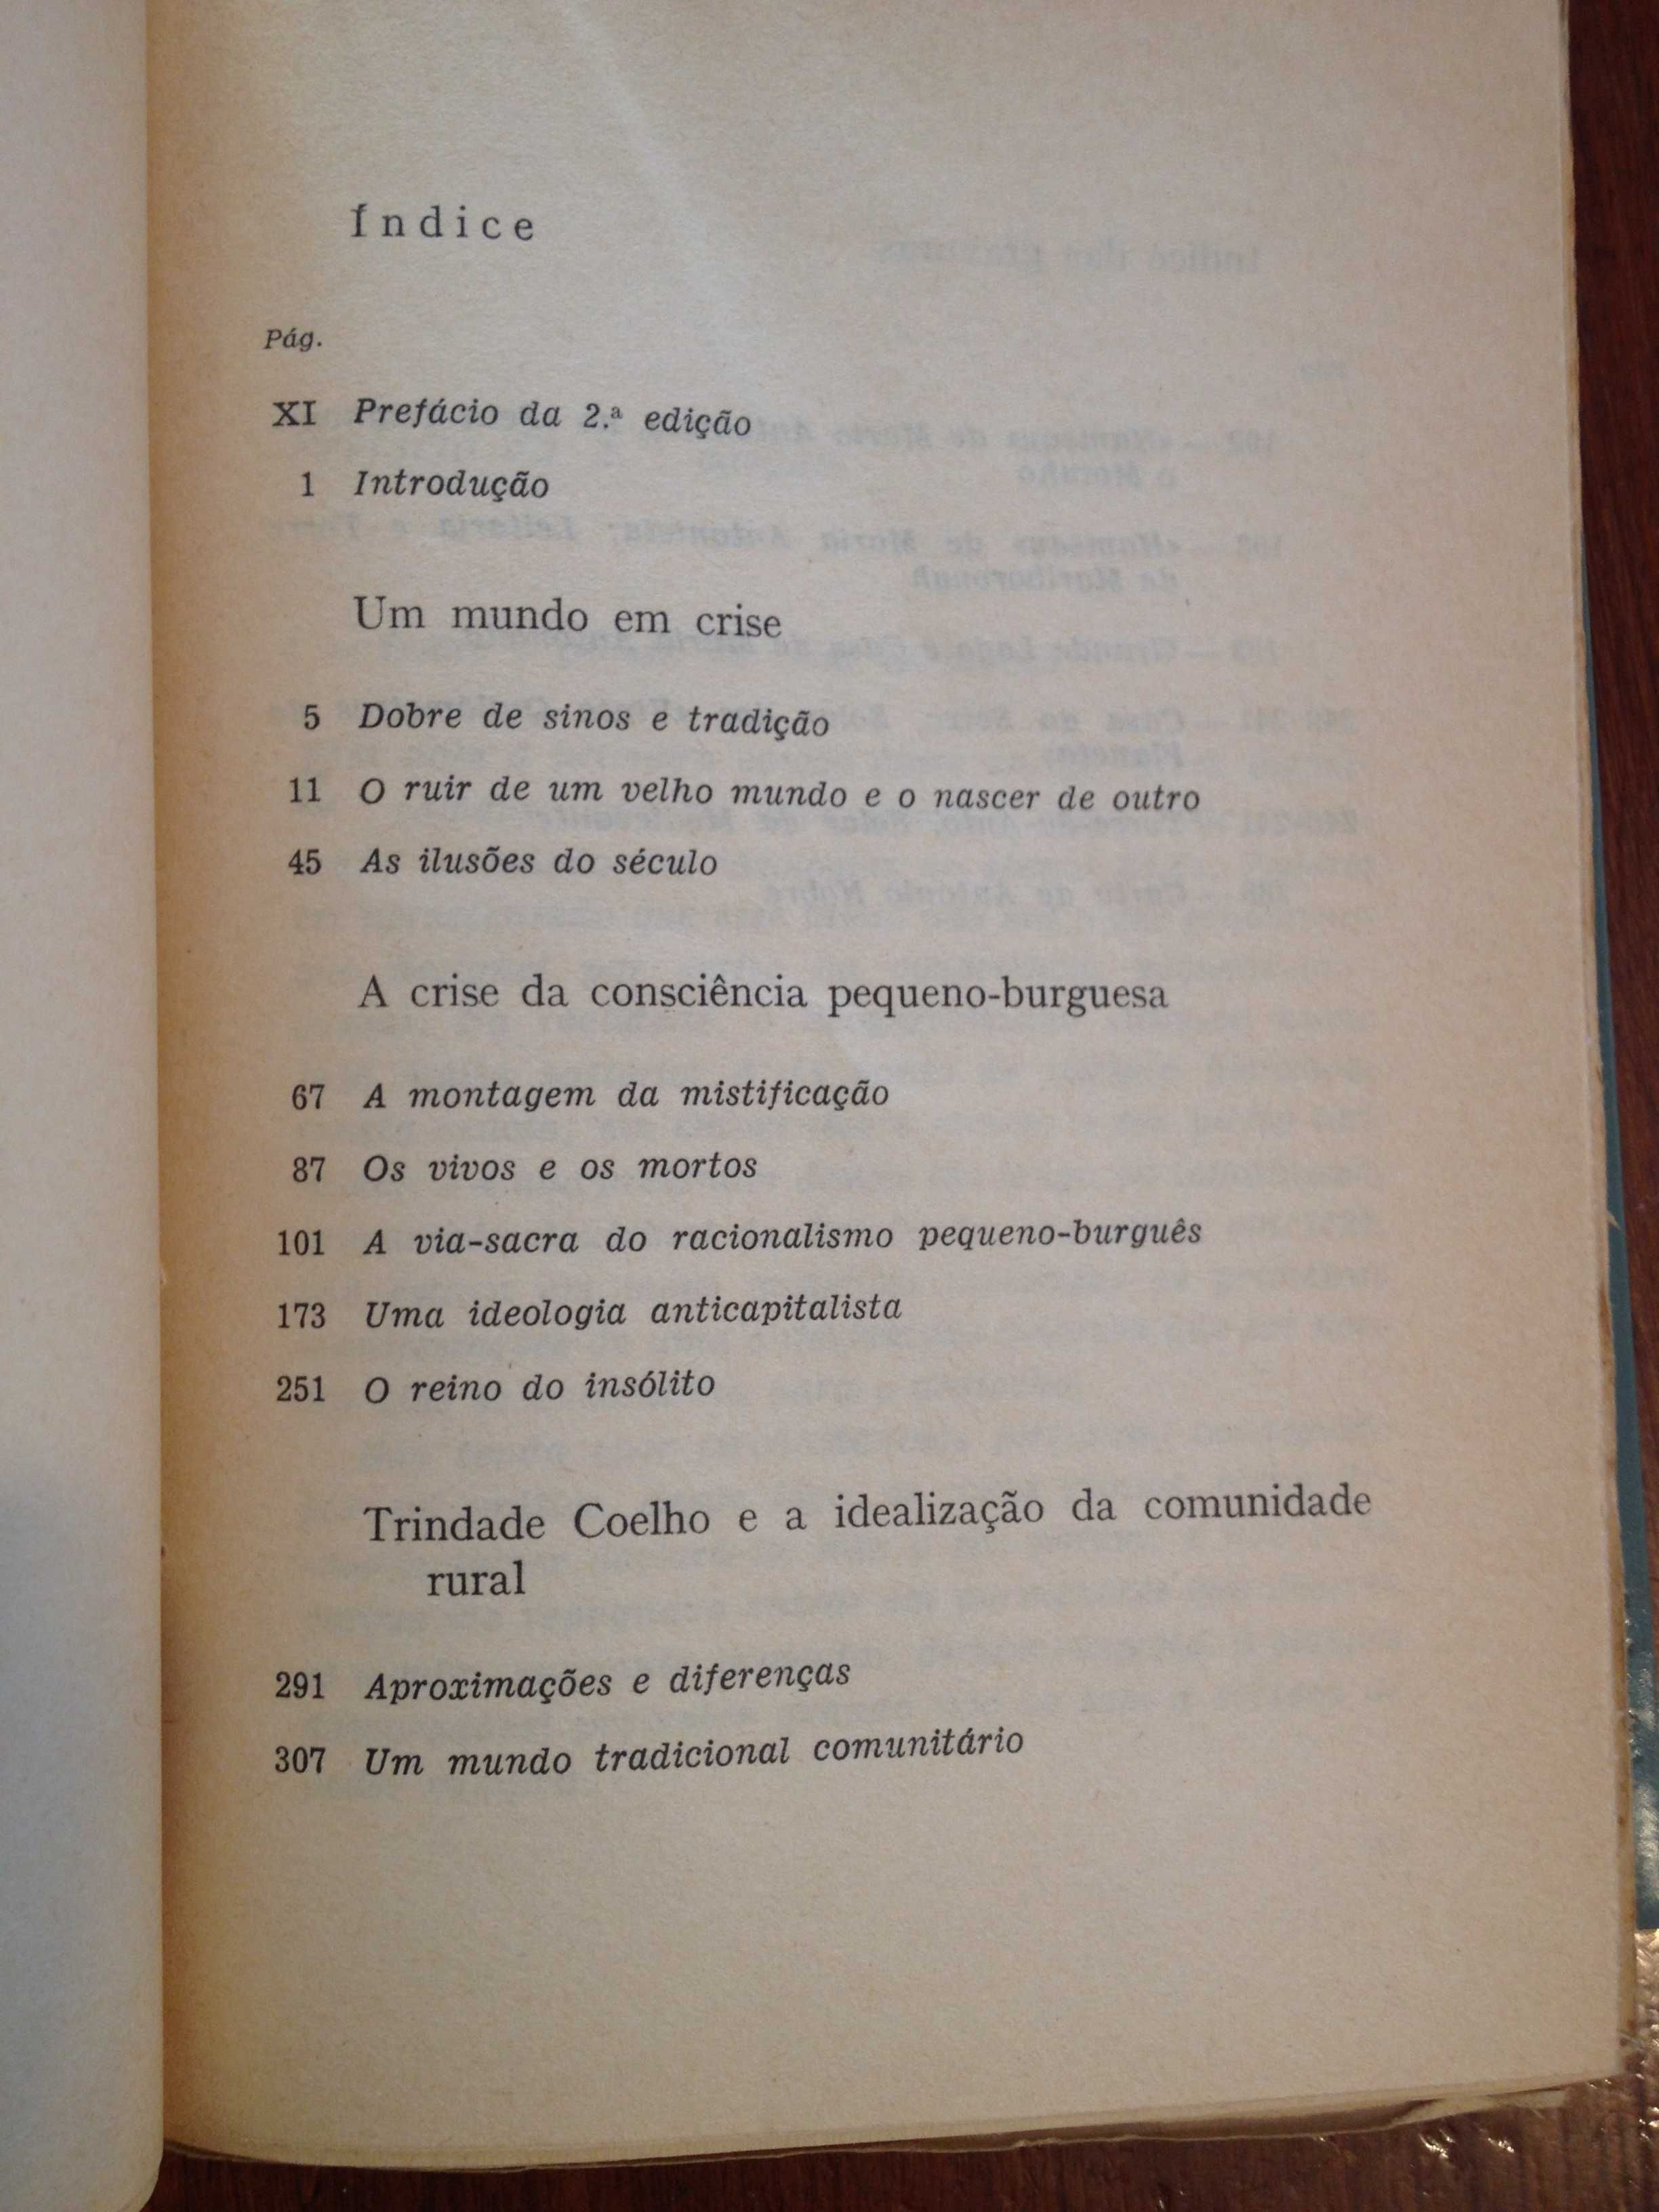 Índice
Pág.
XI Prefácio da 2.ª edição
1 Introdução
Um mundo em crise
5 Dobre de sinos e tradição
11 O ruir de um velho mundo e o nascer de outro
45 As ilusões do século
A crise da consciência pequeno-burguesa
67 A montagem da mistificação
87 Os vivos e os mortos
101 A via-sacra do racionalismo pequeno-burguês
173 Uma ideologia anticapitalista
251 O reino do insólito
Trindade Coelho e a idealização da comunidade
rural
291 Aproximações e diferenças
307 Um mundo tradicional comunitário